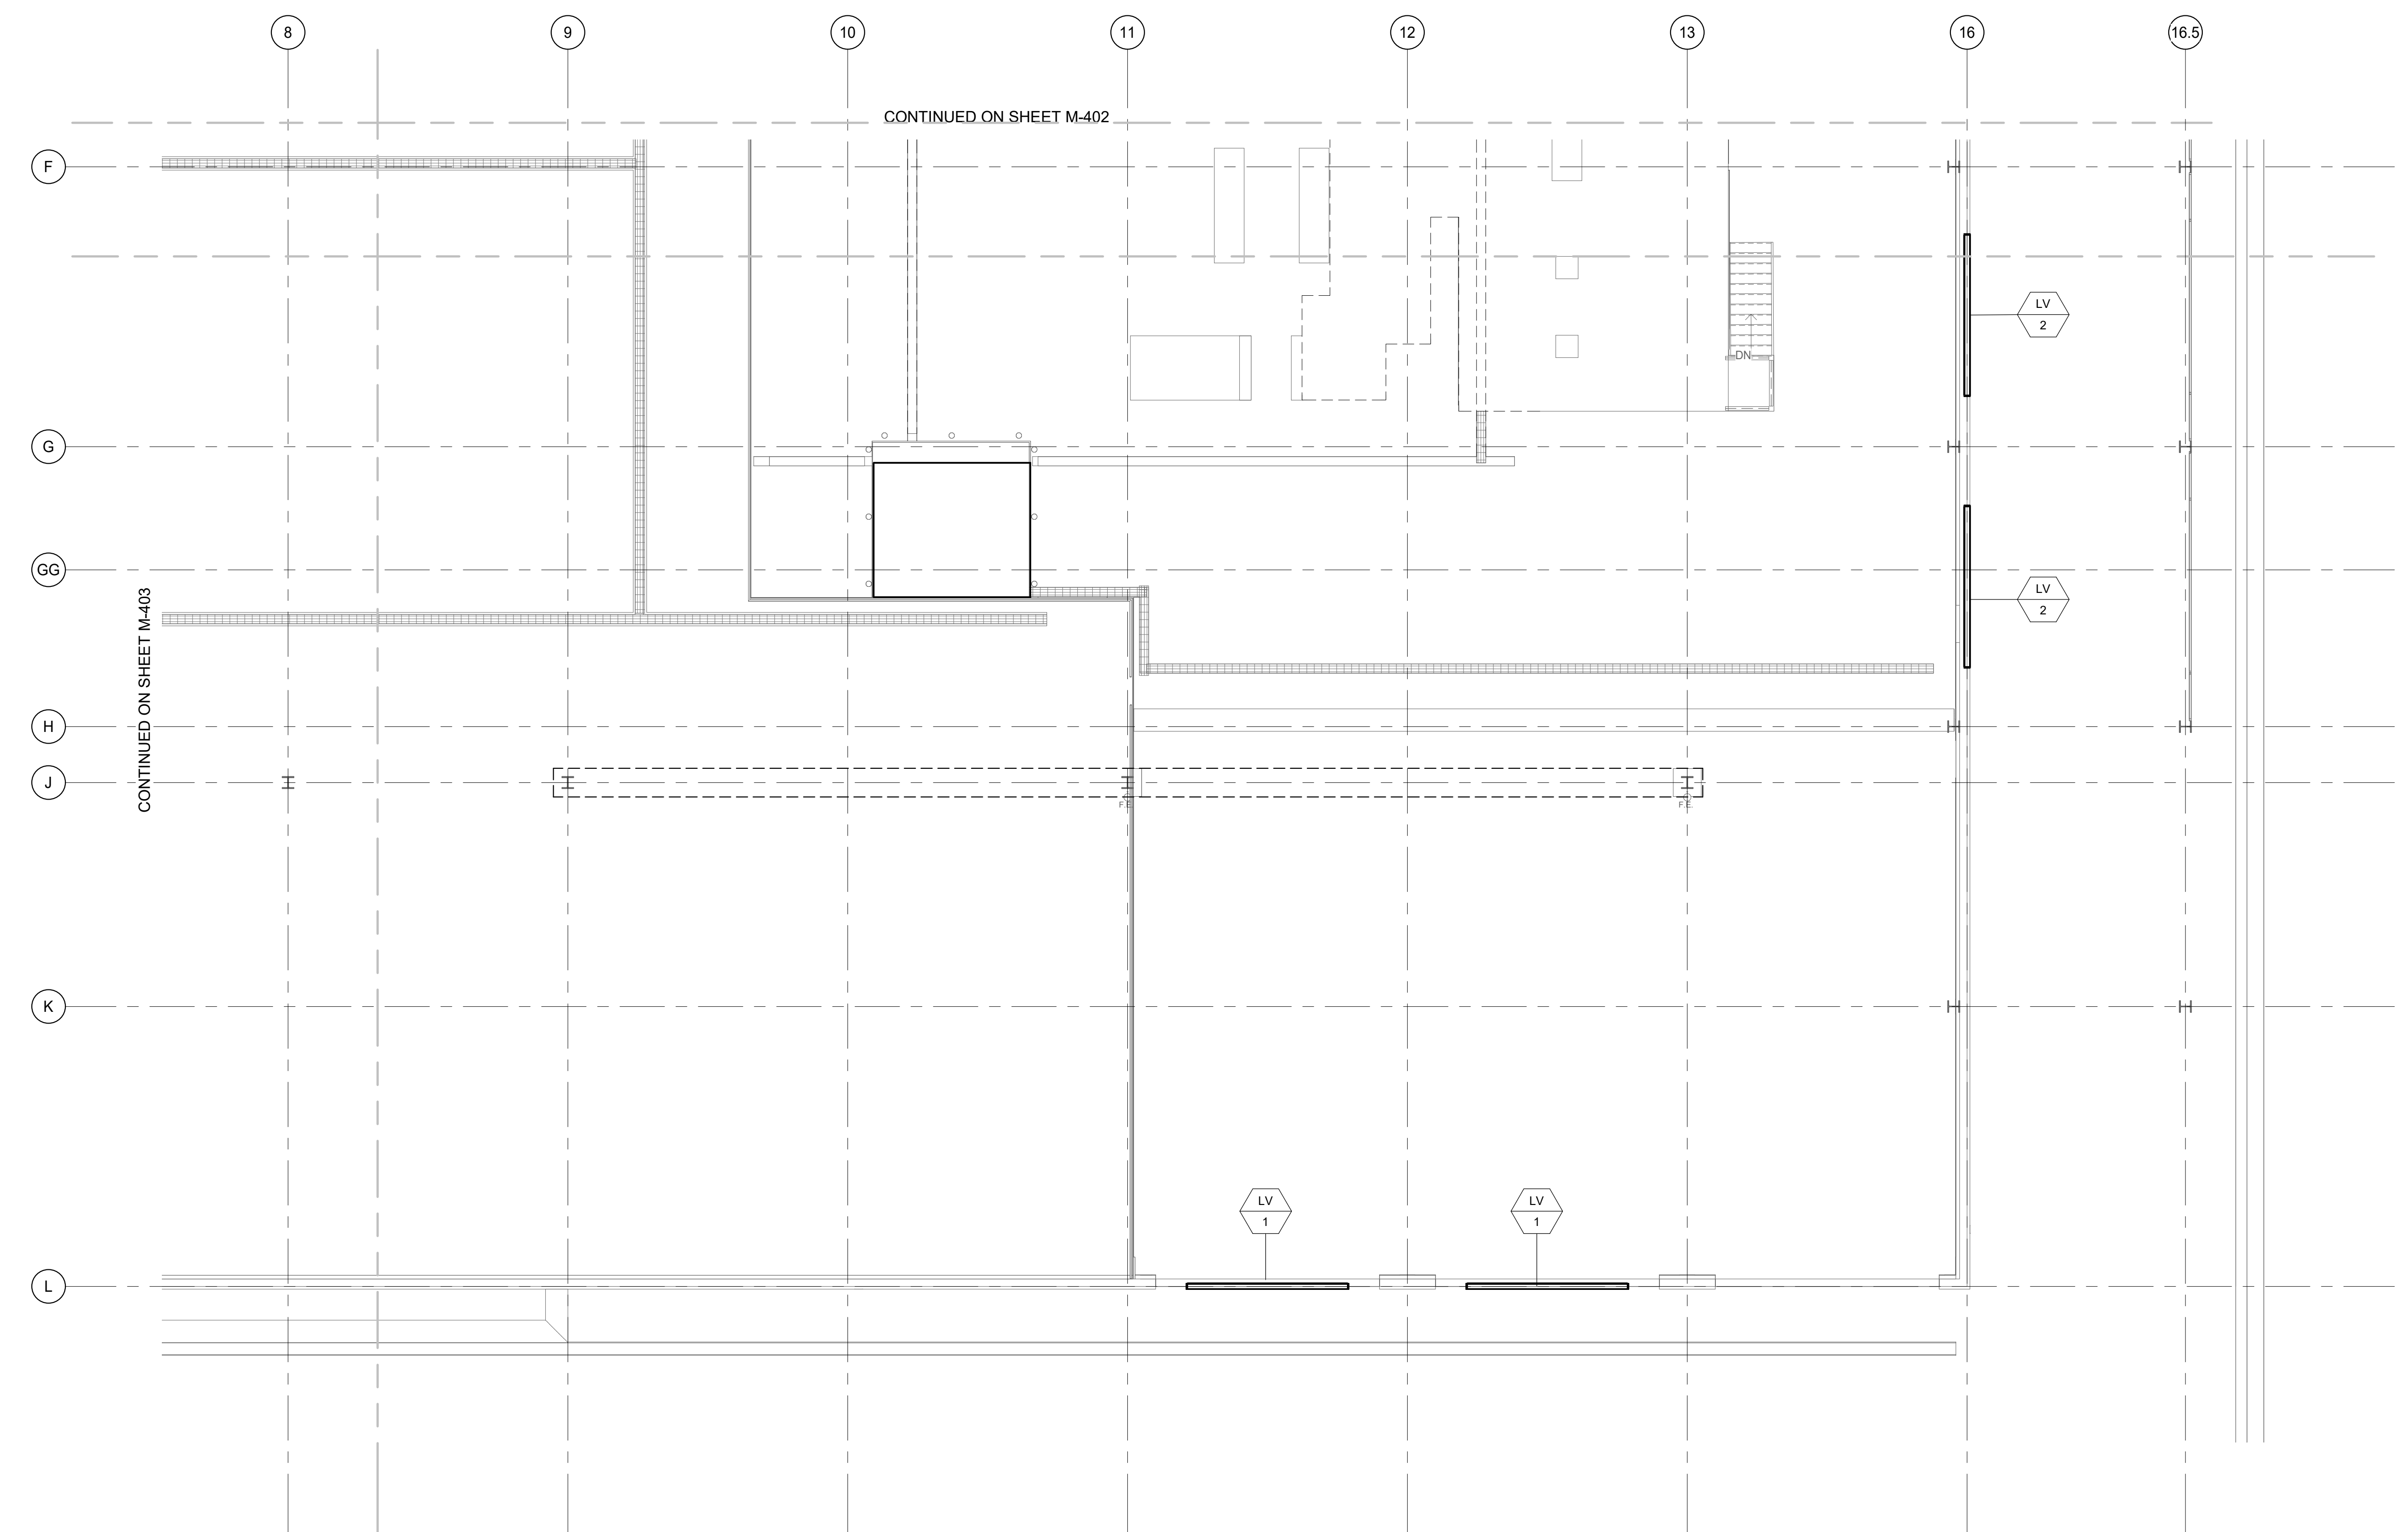 8
9
10
11
12
13
16
16.5
CONTINUED ON SHEET M-402
F
LV
2
DN
G
GG
LV
2
CONTINUED ON SHEET M-403
H
J
F.E.
F.E.
K
LV
1
LV
1
L